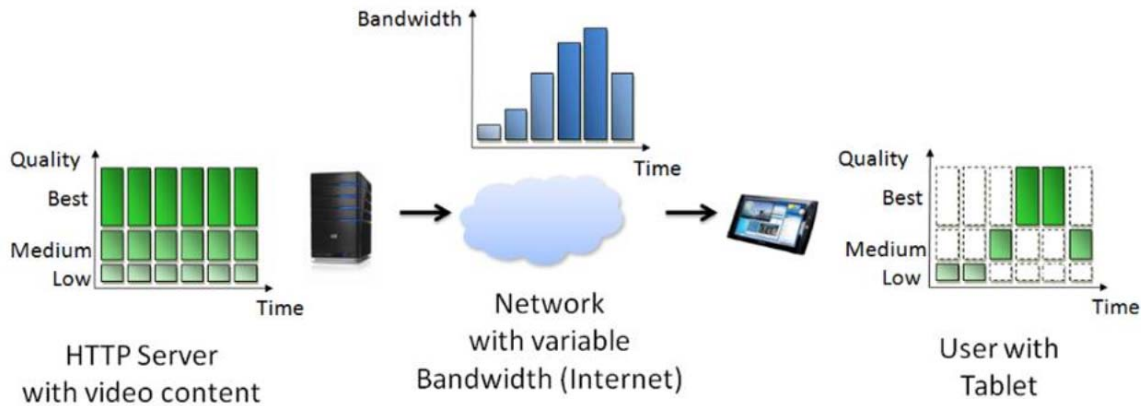 Bandwidth
Time
Quality
Best
Medium
Low
Time
HTTP Server
with video content
Network
with variable
Bandwidth (Internet)
Quality
Best
Medium
Low
Time
User with
Tablet